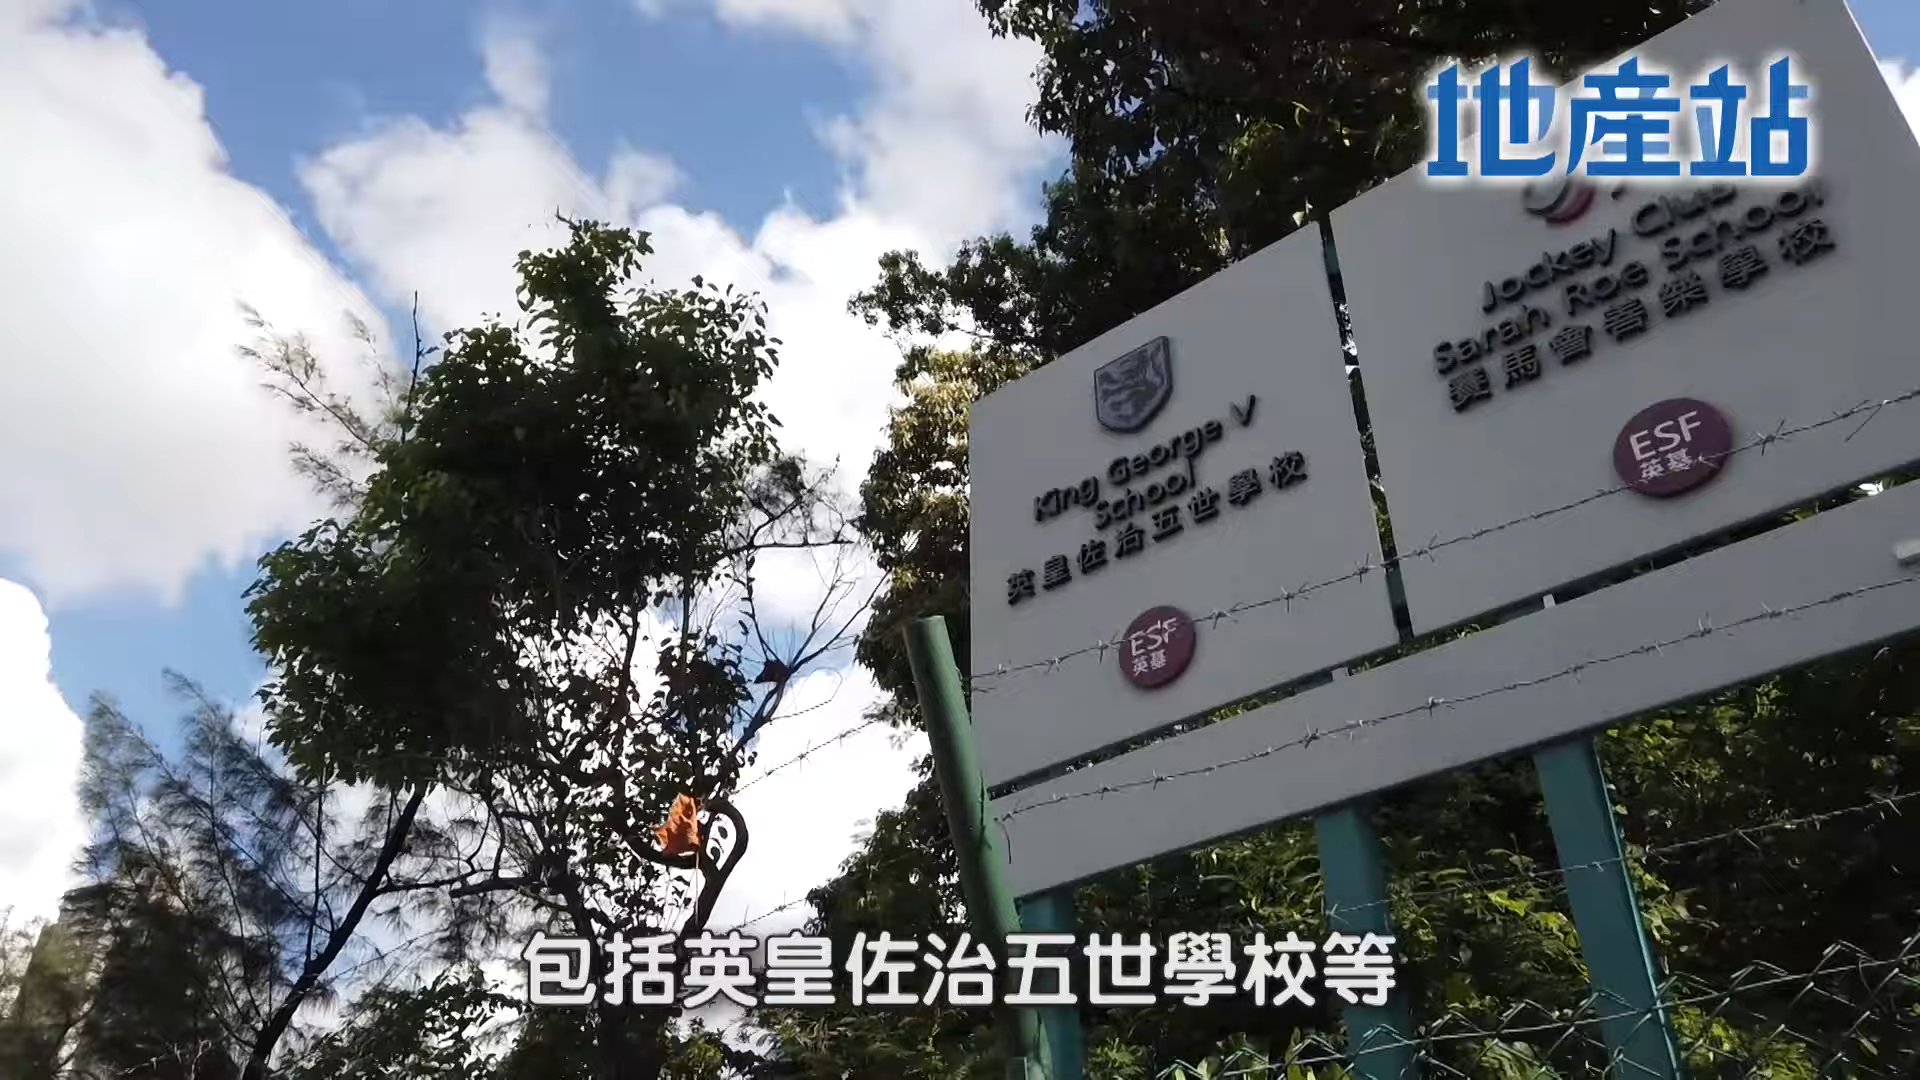 地產站
Jockey Club
Sarah Roe School
賽馬會善樂學校
ESF
英基
King George V
School
英皇佐治五世學校
ESF
英基
包括英皇佐治五世學校等